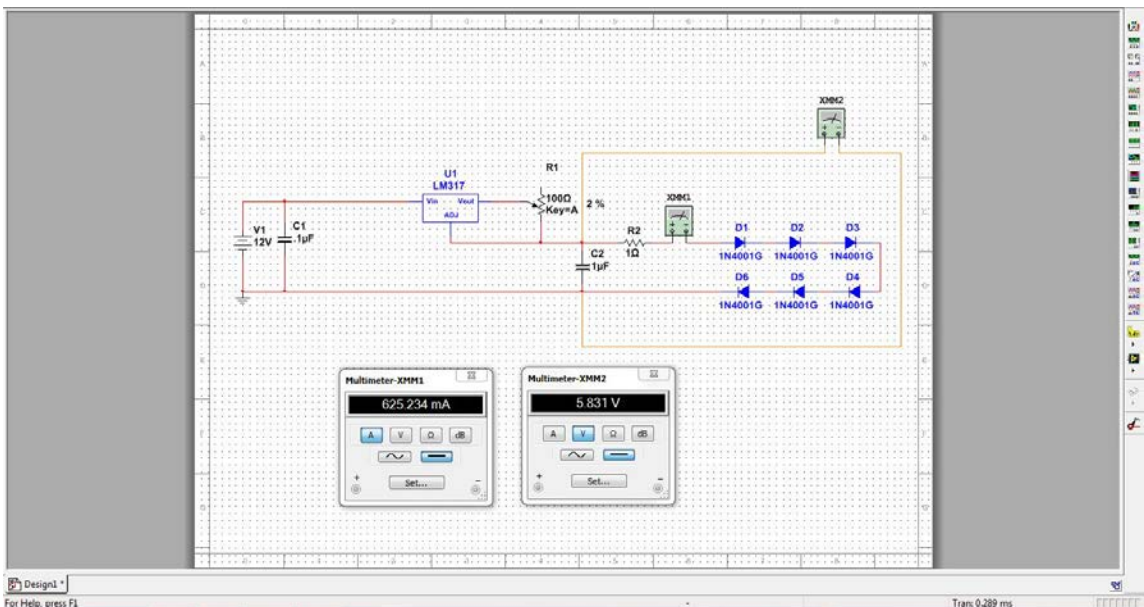 XMM2
U1
LM317
Vin Vout
ADJ
R1
100Ω
Key=A
2 %
XMM1
V1
12V
C1
.1µF
C2
1µF
R2
1Ω
D1
1N4001G
D2
1N4001G
D3
1N4001G
D6
1N4001G
D5
1N4001G
D4
1N4001G
Multimeter-XMM1
625.234 mA
A V Ω dB
+ Set... -
Multimeter-XMM2
5.831 V
A V Ω dB
+ Set... -
Design1 *
For Help, press F1
Tran: 0.289 ms